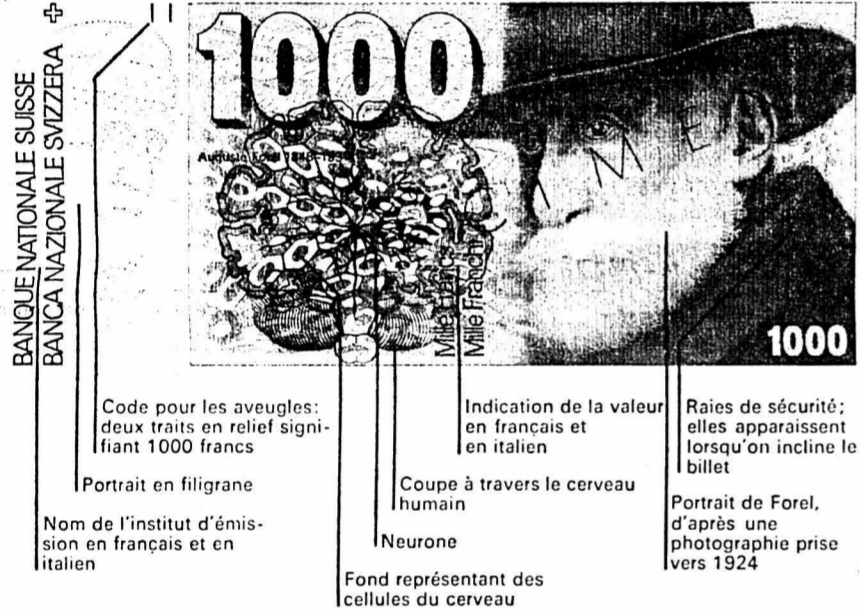 BANQUE NATIONALE SUISSE
BANCA NAZIONALE SVIZZERA
1000
Auguste Forel
IME
Mille Francs
Mille Franchi
1000
Code pour les aveugles:
deux traits en relief signi-
fiant 1000 francs
Portrait en filigrane
Nom de l'institut d'émis-
sion en français et en
italien
Indication de la valeur
en français et
en italien
Coupe à travers le cerveau
humain
Neurone
Fond représentant des
cellules du cerveau
Raies de sécurité;
elles apparaissent
lorsqu'on incline le
billet
Portrait de Forel,
d'après une
photographie prise
vers 1924